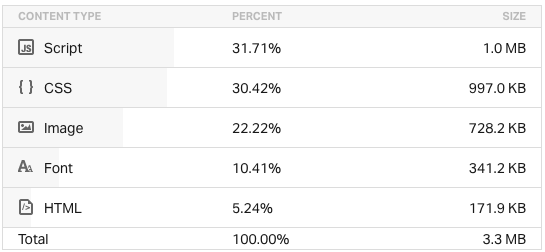 CONTENT TYPE PERCENT SIZE
JS Script 31.71% 1.0 MB
{ } CSS 30.42% 997.0 KB
Image 22.22% 728.2 KB
AA Font 10.41% 341.2 KB
</> HTML 5.24% 171.9 KB
Total 100.00% 3.3 MB